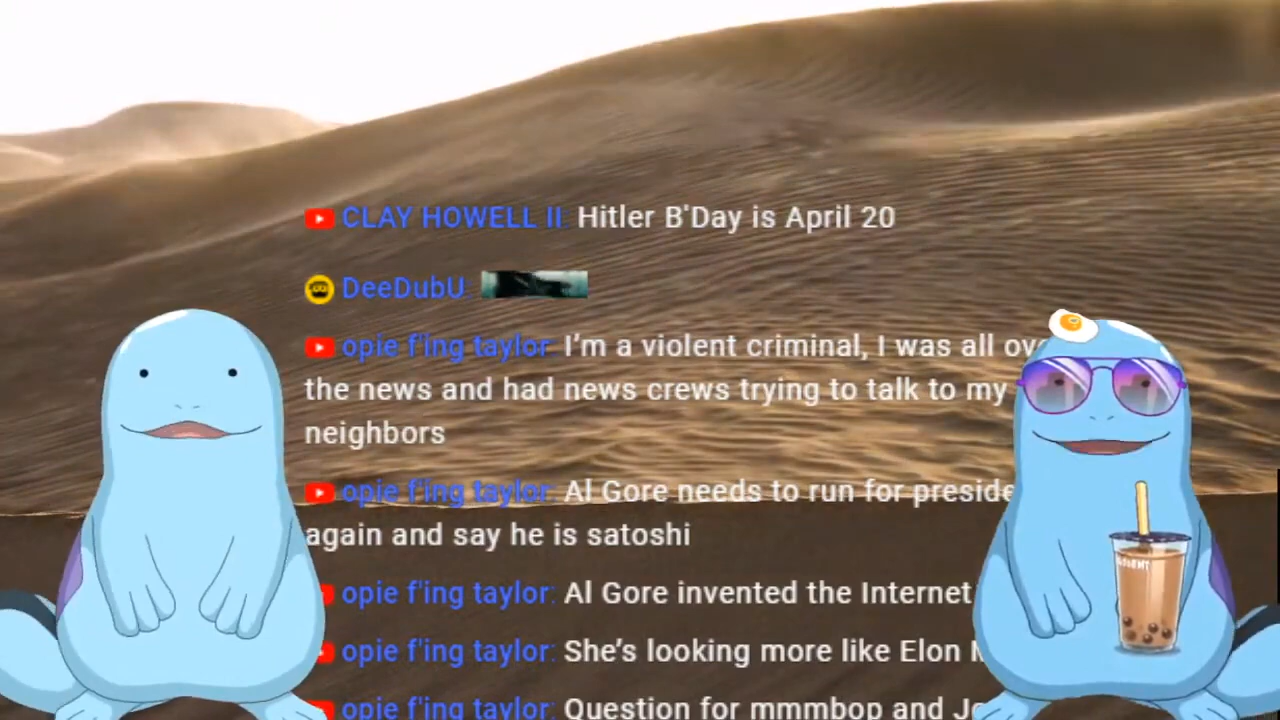 CLAY HOWELL II: Hitler B'Day is April 20
DeeDubU:
opie f'ing taylor: I'm a violent criminal, I was all
the news and had news crews trying to talk to my
neighbors
opie f'ing taylor: Al Gore needs to run for
again and say he is satoshi
opie f'ing taylor: Al Gore invented the Internet
opie f'ing taylor: She's looking more like Elon
opie f'ing taylor: Question for mmmbop and